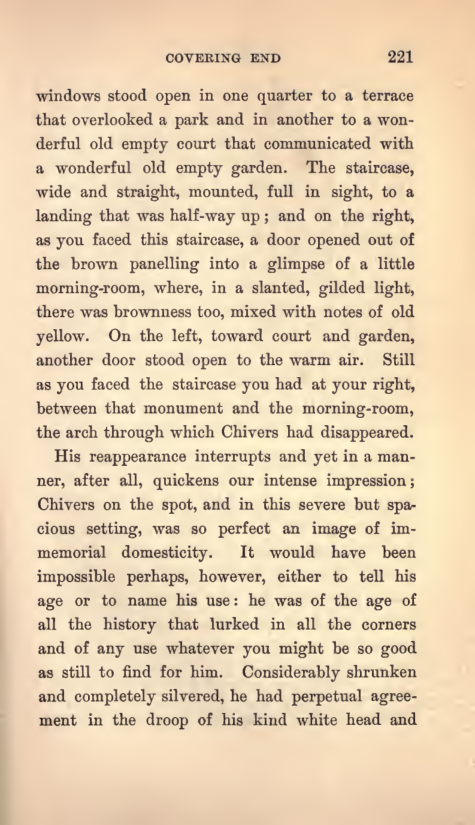 COVERING END 221
windows stood open in one quarter to a terrace
that overlooked a park and in another to a won-
derful old empty court that communicated with
a wonderful old empty garden. The staircase,
wide and straight, mounted, full in sight, to a
landing that was half-way up; and on the right,
as you faced this staircase, a door opened out of
the brown panelling into a glimpse of a little
morning-room, where, in a slanted, gilded light,
there was brownness too, mixed with notes of old
yellow. On the left, toward court and garden,
another door stood open to the warm air. Still
as you faced the staircase you had at your right,
between that monument and the morning-room,
the arch through which Chivers had disappeared.
His reappearance interrupts and yet in a man-
ner, after all, quickens our intense impression;
Chivers on the spot, and in this severe but spa-
cious setting, was so perfect an image of im-
memorial domesticity. It would have been
impossible perhaps, however, either to tell his
age or to name his use: he was of the age of
all the history that lurked in all the corners
and of any use whatever you might be so good
as still to find for him. Considerably shrunken
and completely silvered, he had perpetual agree-
ment in the droop of his kind white head and